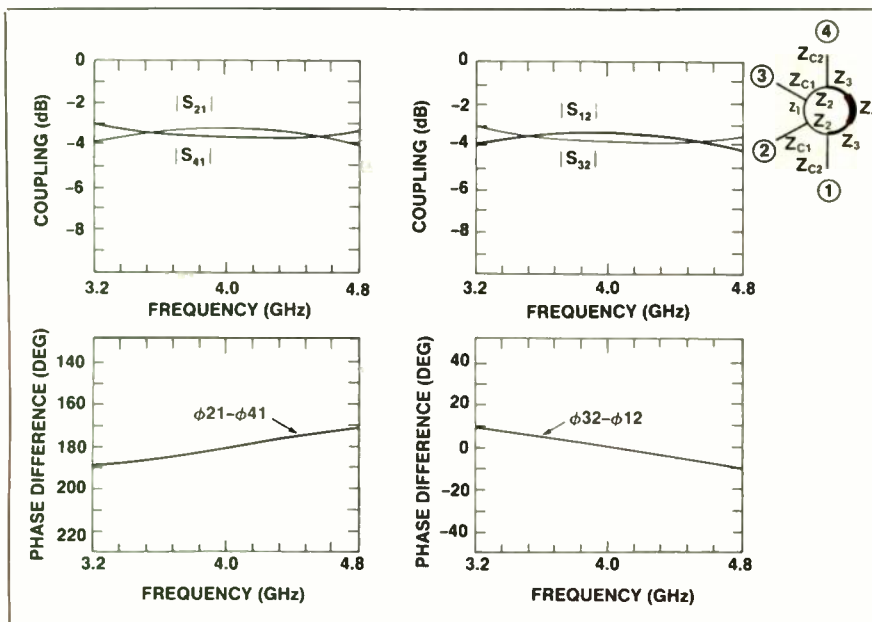 0
-2
-4
-6
-8
COUPLING (dB)
|S21|
|S41|
3.2
4.0
4.8
FREQUENCY (GHz)
0
-2
-4
-6
-8
COUPLING (dB)
|S12|
|S32|
3.2
4.0
4.8
FREQUENCY (GHz)
4
ZC2
3
ZC1
Z3
Z2
Z1
Z2
2
ZC1
Z3
ZC2
1
140
160
180
200
220
PHASE DIFFERENCE (DEG)
ϕ21-ϕ41
3.2
4.0
4.8
FREQUENCY (GHz)
40
20
0
-20
-40
PHASE DIFFERENCE (DEG)
ϕ32-ϕ12
3.2
4.0
4.8
FREQUENCY (GHz)